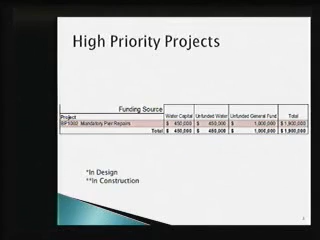 High Priority Projects
Funding Source
Project Water Capital Unfunded Water Unfunded General Fund Total
Mandatory Pier Repairs $ 450,000 $ 450,000 $ 1,000,000 $ 1,900,000
Total $ 450,000 $ 450,000 $ 1,000,000 $ 1,900,000
*In Design
**In Construction